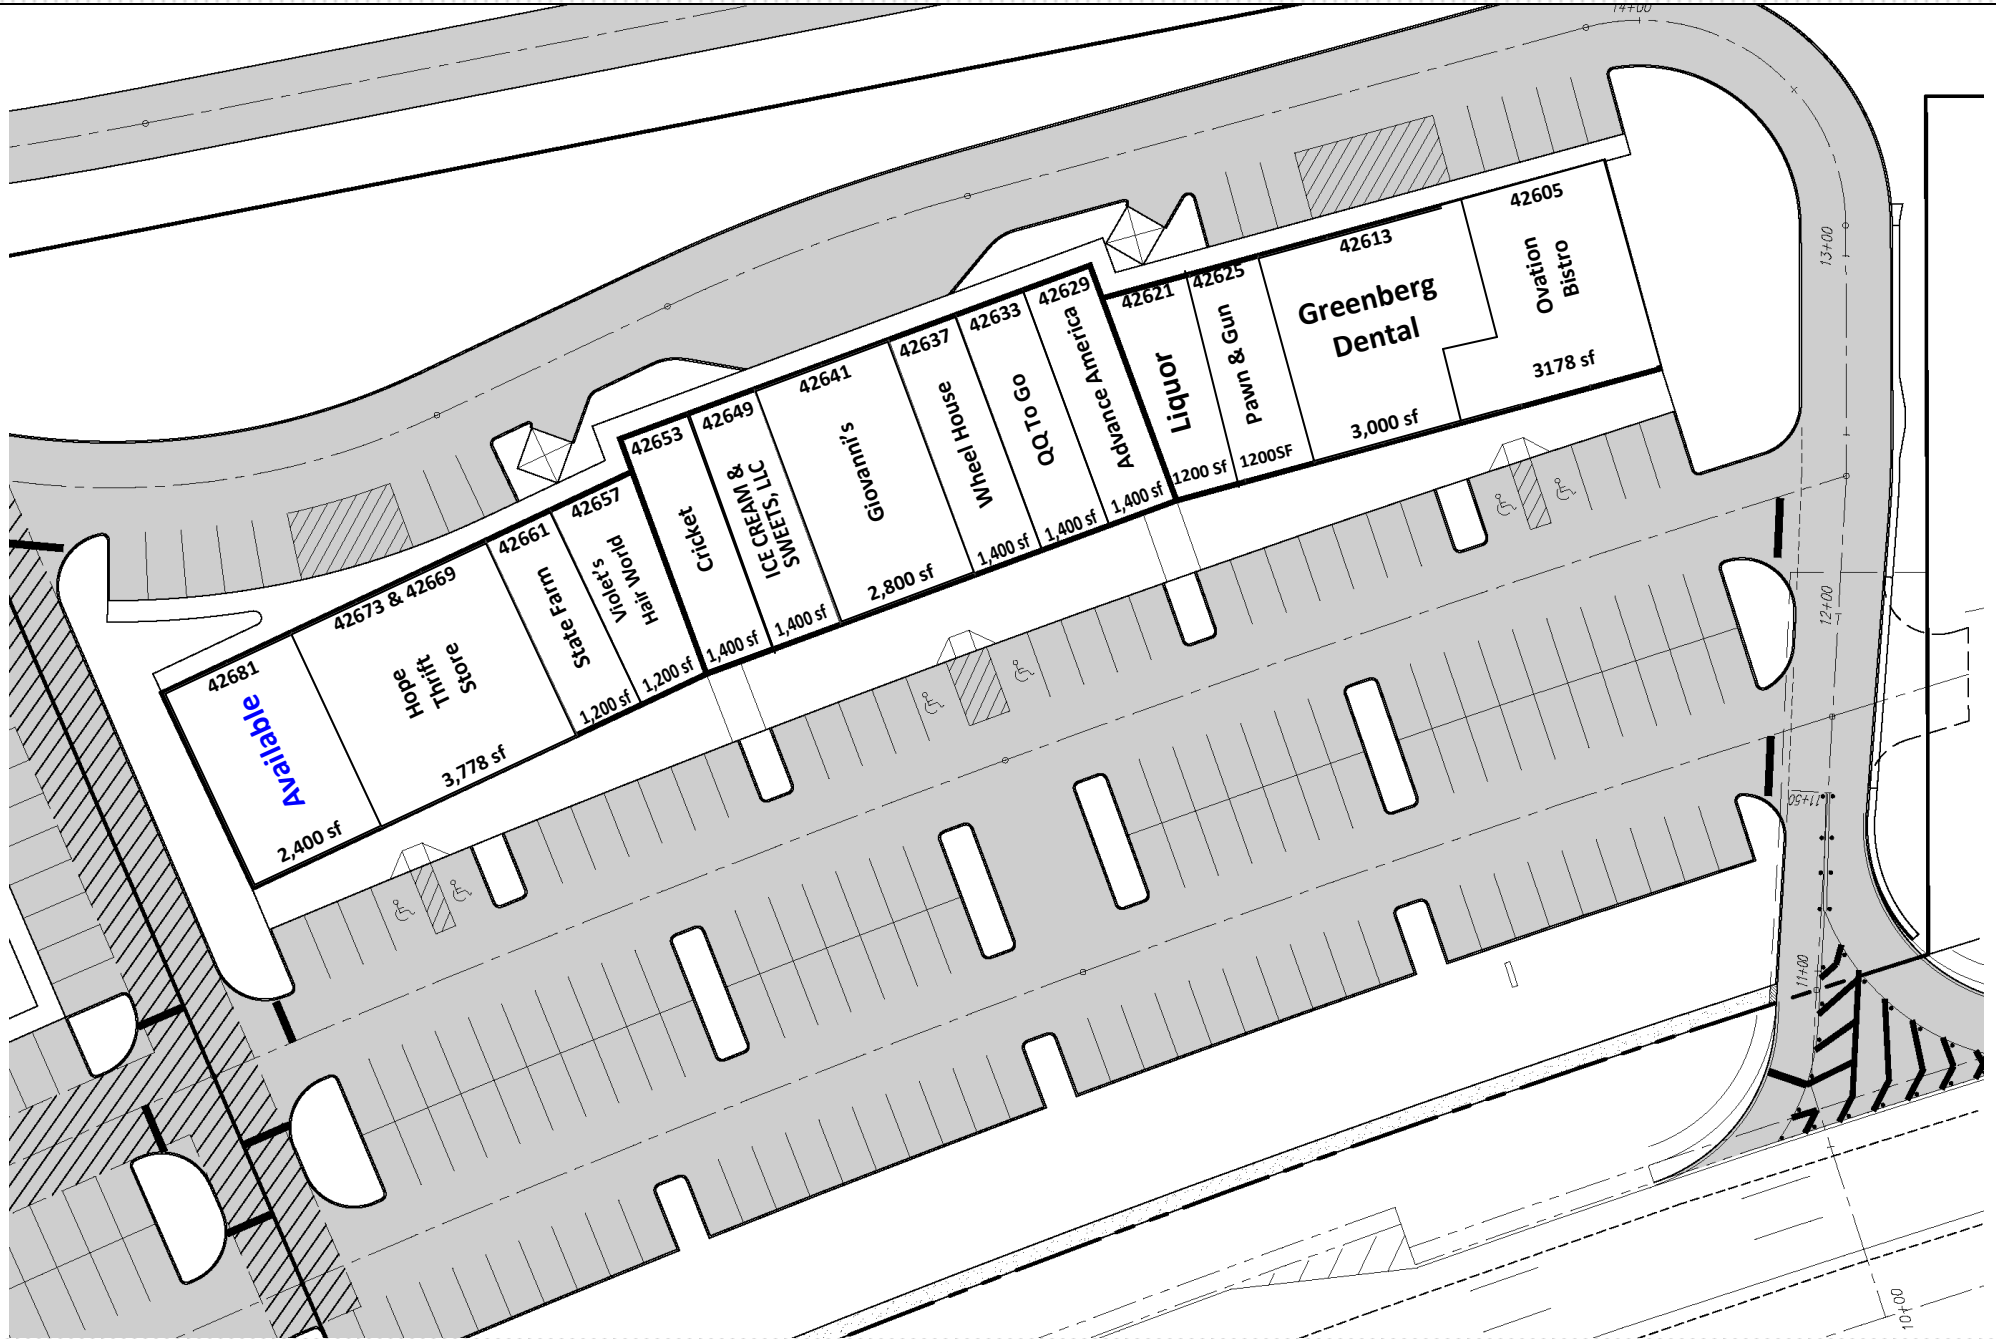 42681
Available
2,400 sf
42673 & 42669
Hope
Thrift
Store
3,778 sf
42661
State Farm
1,200 sf
42657
Violet's
Hair World
1,200 sf
42653
Cricket
1,400 sf
42649
ICE CREAM &
SWEETS, LLC
1,400 sf
42641
Giovanni's
2,800 sf
42637
Wheel House
1,400 sf
42633
QQ To Go
1,400 sf
42629
Advance America
1,400 sf
42621
Liquor
1200 Sf
42625
Pawn & Gun
1200SF
42613
Greenberg
Dental
3,000 sf
42605
Ovation
Bistro
3178 sf
14+00
13+00
12+00
11+50
11+00
10+00